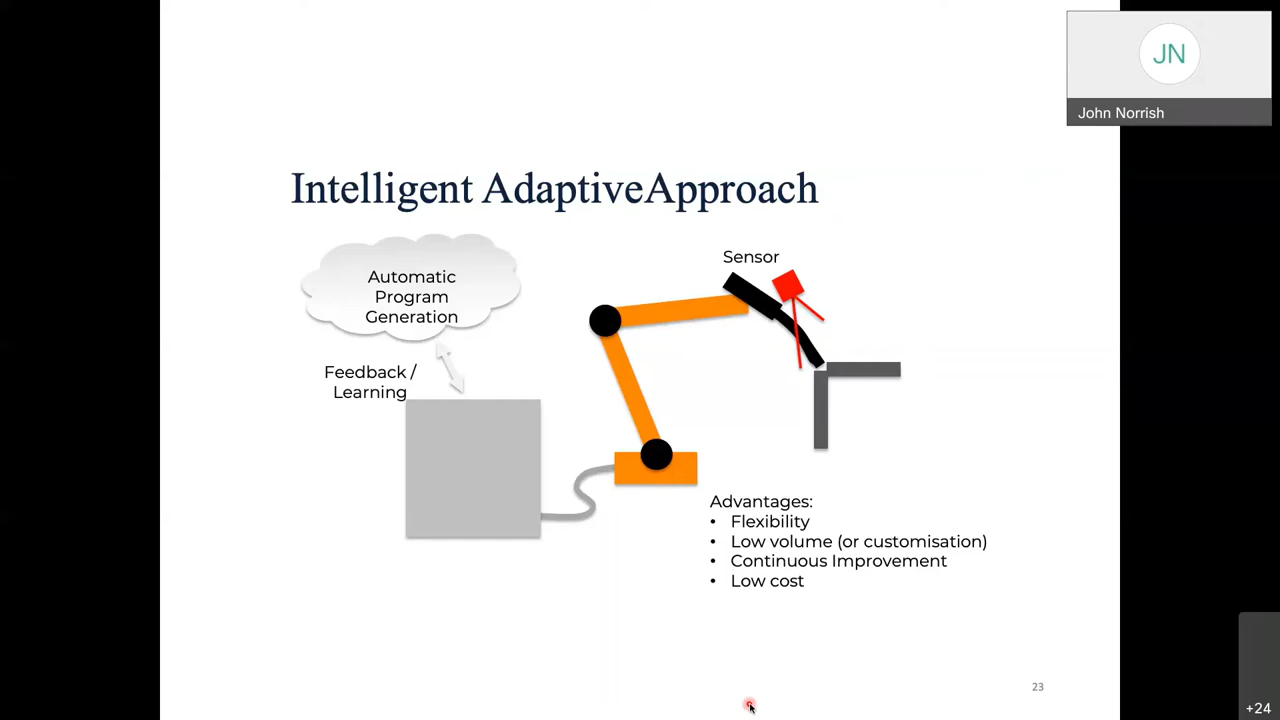 JN
John Norrish
Intelligent AdaptiveApproach
Automatic
Program
Generation
Sensor
Feedback /
Learning
Advantages:
• Flexibility
• Low volume (or customisation)
• Continuous Improvement
• Low cost
23
+24